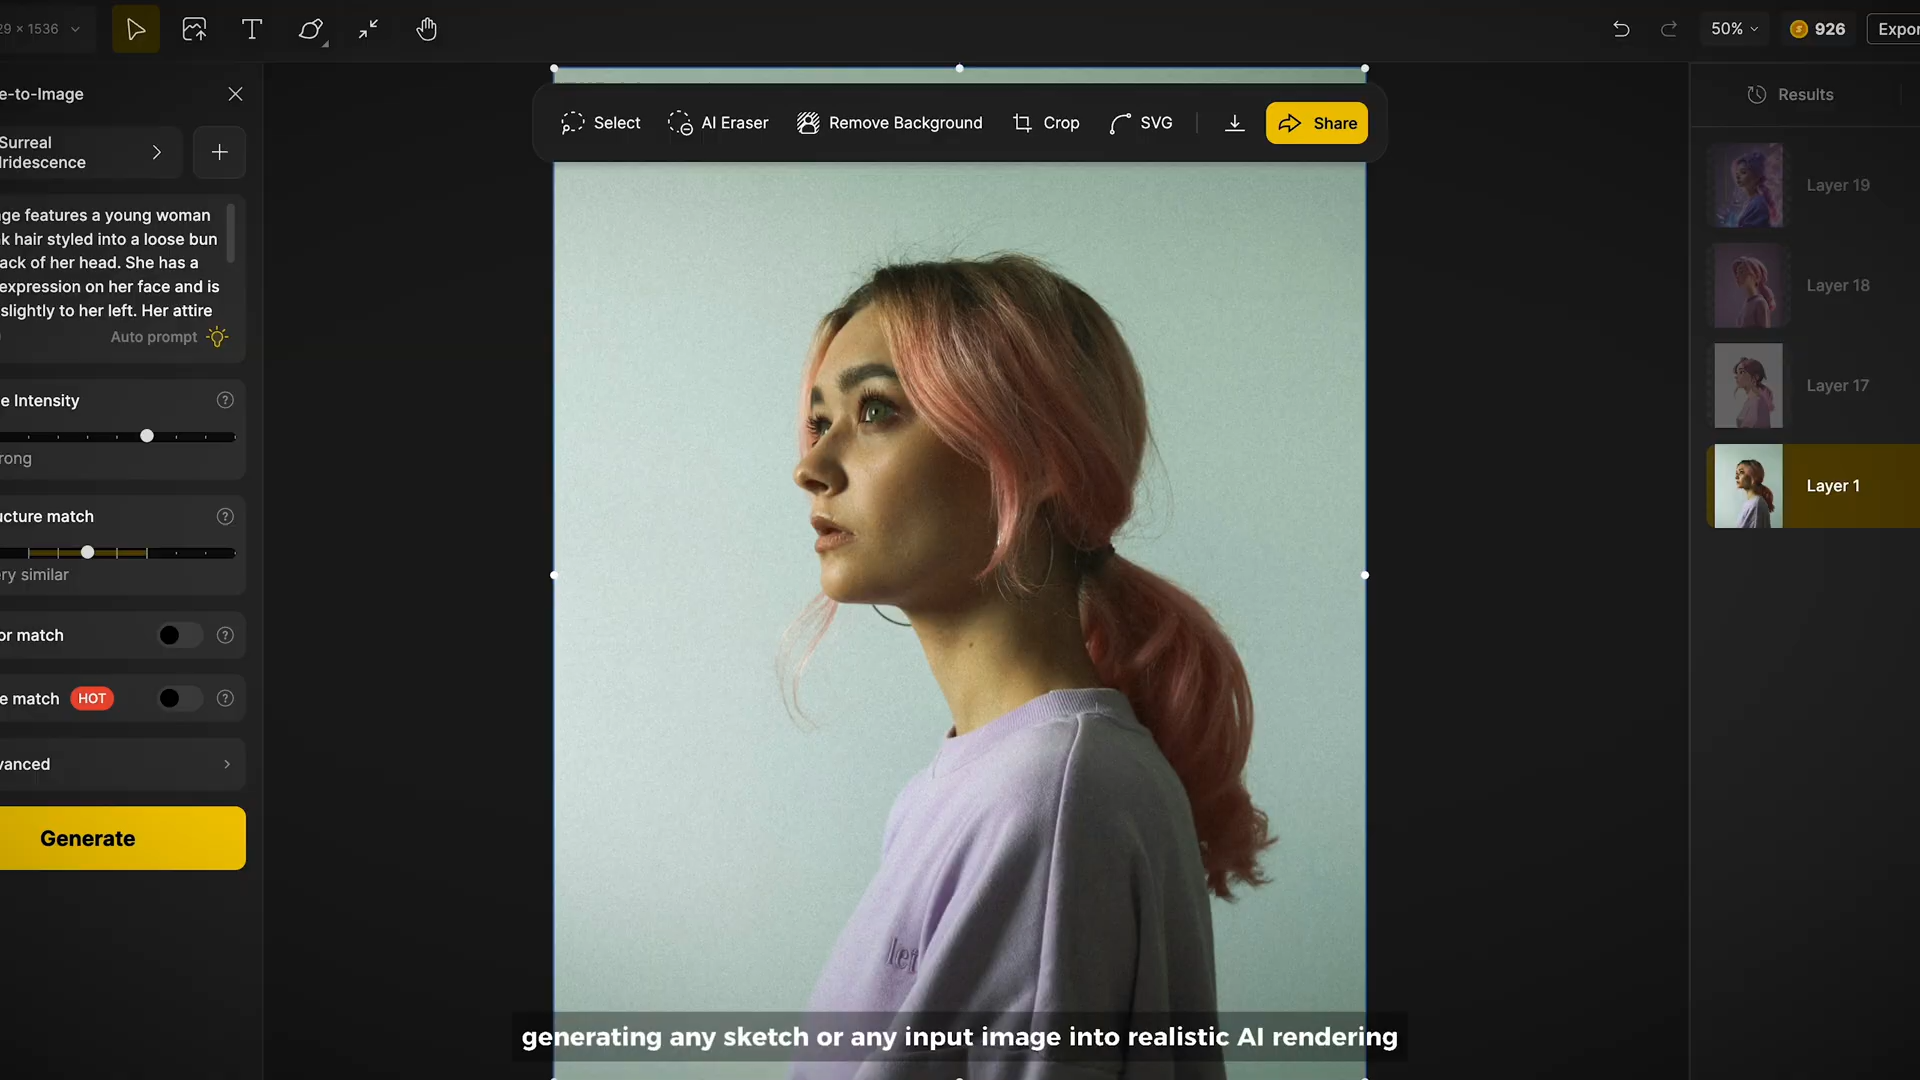 29 × 1536
50%
926
Expor
e-to-Image
Surreal
Iridescence
ge features a young woman
k hair styled into a loose bun
ack of her head. She has a
expression on her face and is
slightly to her left. Her attire
Auto prompt
e Intensity
rong
ucture match
ery similar
or match
e match HOT
vanced
Generate
Select
AI Eraser
Remove Background
Crop
SVG
Share
let
generating any sketch or any input image into realistic AI rendering
Results
Layer 19
Layer 18
Layer 17
Layer 1